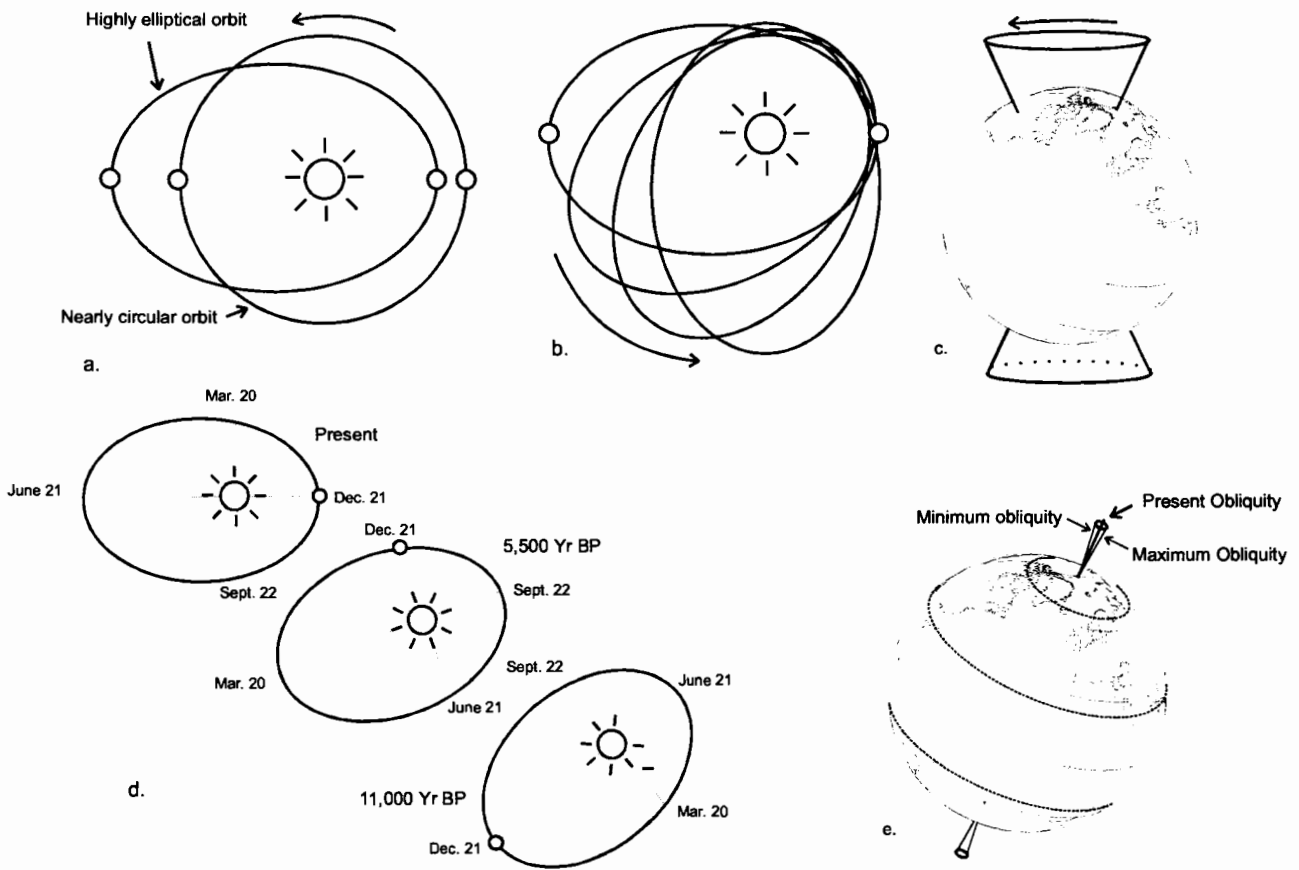 Highly elliptical orbit
Nearly circular orbit
a.
b.
c.
Mar. 20
Present
June 21
Dec. 21
Sept. 22
Dec. 21
5,500 Yr BP
Sept. 22
Mar. 20
June 21
Sept. 22
June 21
11,000 Yr BP
Mar. 20
Dec. 21
d.
Present Obliquity
Minimum obliquity
Maximum Obliquity
e.